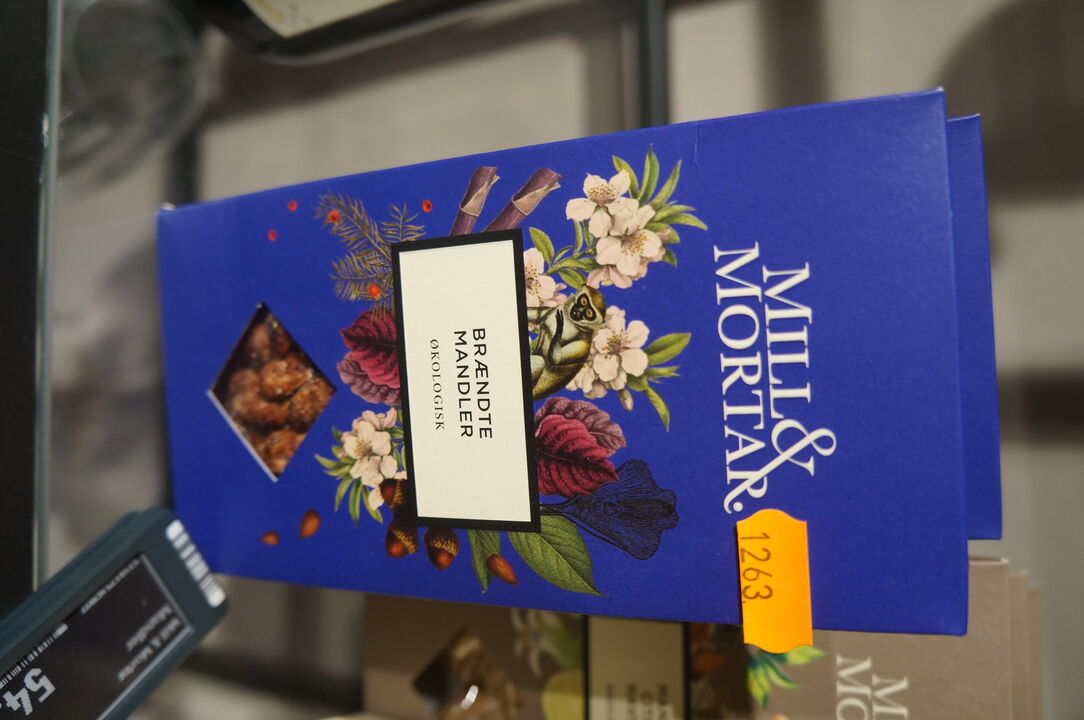 MILL &
MORTAR.
BRÆNDTE
MANDLER
ØKOLOGISK
1263
54